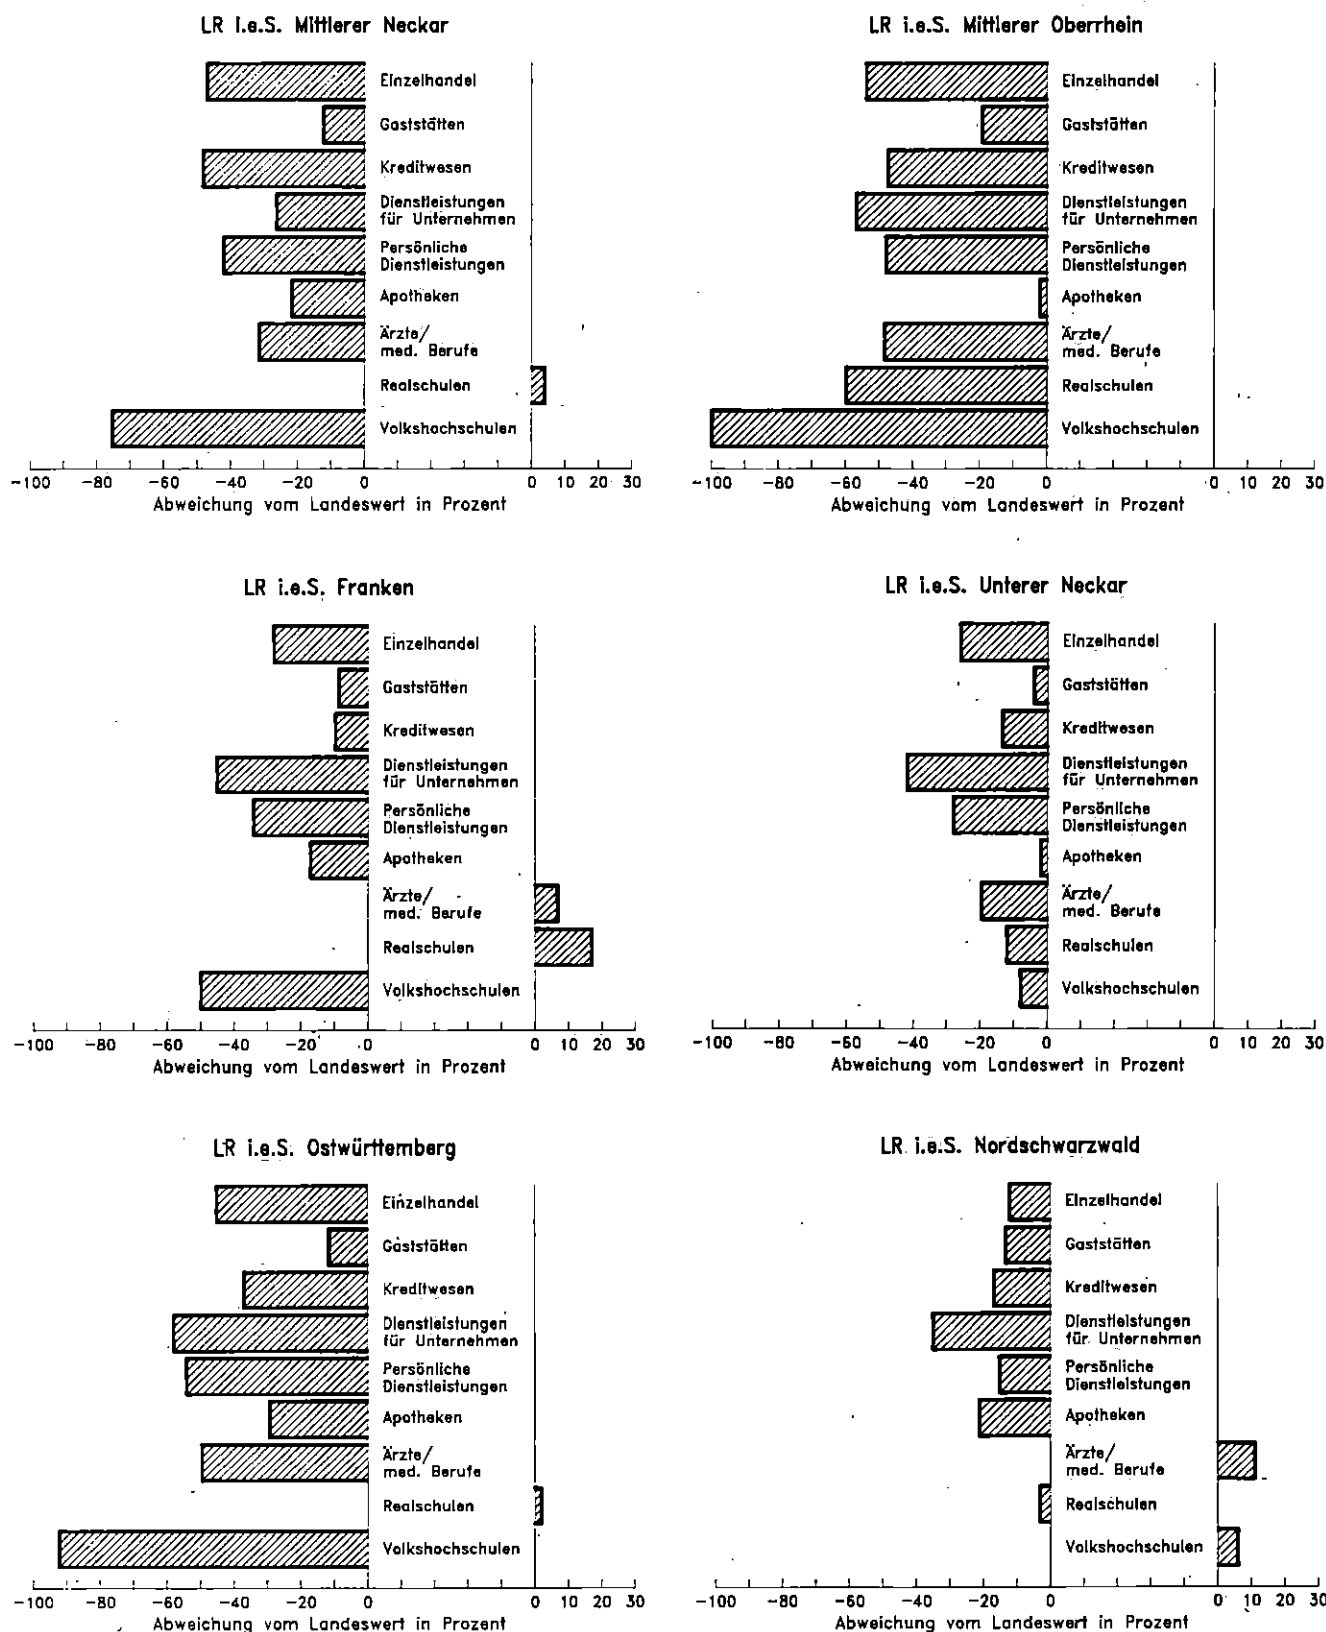 LR i.e.S. Mittlerer Neckar
Einzelhandel
Gaststätten
Kreditwesen
Dienstleistungen
für Unternehmen
Persönliche
Dienstleistungen
Apotheken
Ärzte/
med. Berufe
Realschulen
Volkshochschulen
-100 -80 -60 -40 -20 0 0 10 20 30
Abweichung vom Landeswert in Prozent
LR i.e.S. Mittlerer Oberrhein
Einzelhandel
Gaststätten
Kreditwesen
Dienstleistungen
für Unternehmen
Persönliche
Dienstleistungen
Apotheken
Ärzte/
med. Berufe
Realschulen
Volkshochschulen
-100 -80 -60 -40 -20 0 0 10 20 30
Abweichung vom Landeswert in Prozent
LR i.e.S. Franken
Einzelhandel
Gaststätten
Kreditwesen
Dienstleistungen
für Unternehmen
Persönliche
Dienstleistungen
Apotheken
Ärzte/
med. Berufe
Realschulen
Volkshochschulen
-100 -80 -60 -40 -20 0 0 10 20 30
Abweichung vom Landeswert in Prozent
LR i.e.S. Unterer Neckar
Einzelhandel
Gaststätten
Kreditwesen
Dienstleistungen
für Unternehmen
Persönliche
Dienstleistungen
Apotheken
Ärzte/
med. Berufe
Realschulen
Volkshochschulen
-100 -80 -60 -40 -20 0 0 10 20 30
Abweichung vom Landeswert in Prozent
LR i.e.S. Ostwürttemberg
Einzelhandel
Gaststätten
Kreditwesen
Dienstleistungen
für Unternehmen
Persönliche
Dienstleistungen
Apotheken
Ärzte/
med. Berufe
Realschulen
Volkshochschulen
-100 -80 -60 -40 -20 0 0 10 20 30
Abweichung vom Landeswert in Prozent
LR i.e.S. Nordschwarzwald
Einzelhandel
Gaststätten
Kreditwesen
Dienstleistungen
für Unternehmen
Persönliche
Dienstleistungen
Apotheken
Ärzte/
med. Berufe
Realschulen
Volkshochschulen
-100 -80 -60 -40 -20 0 0 10 20 30
Abweichung vom Landeswert in Prozent